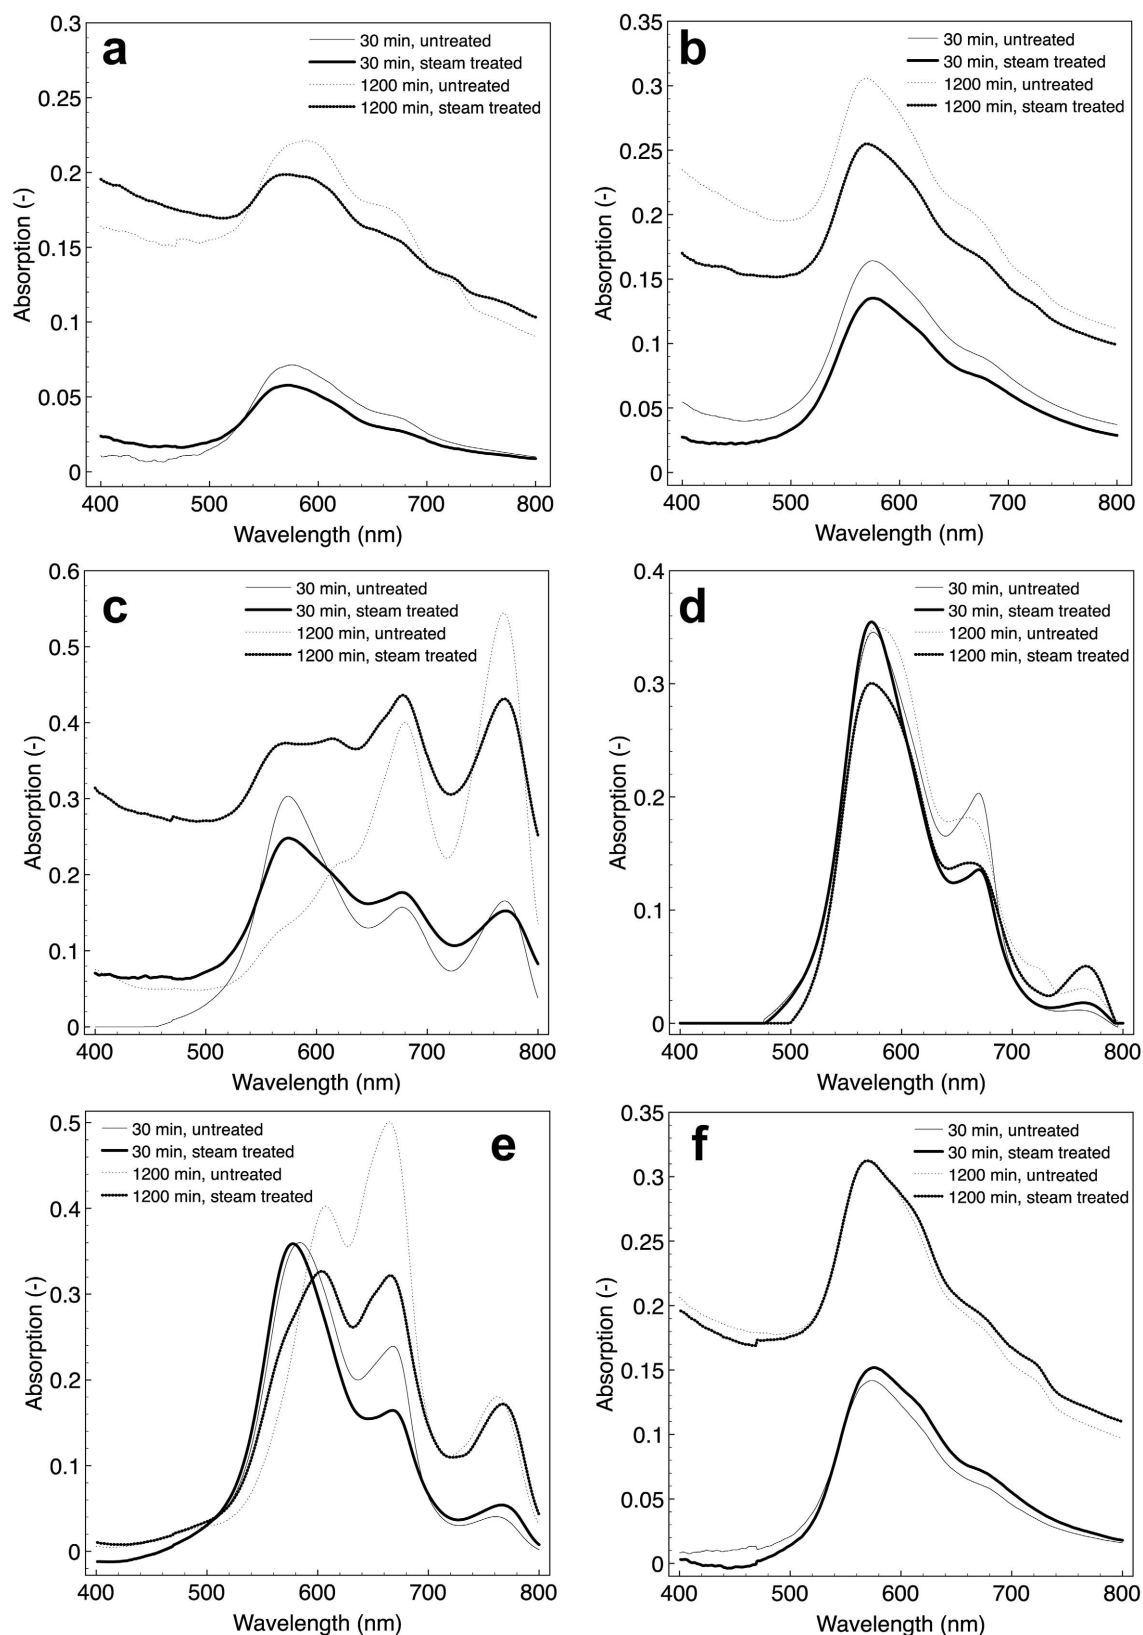 a
30 min, untreated
30 min, steam treated
1200 min, untreated
1200 min, steam treated
0.3
0.25
0.2
0.15
0.1
0.05
0
Absorption (-)
400 500 600 700 800
Wavelength (nm)
b
30 min, untreated
30 min, steam treated
1200 min, untreated
1200 min, steam treated
0.35
0.3
0.25
0.2
0.15
0.1
0.05
0
Absorption (-)
400 500 600 700 800
Wavelength (nm)
c
30 min, untreated
30 min, steam treated
1200 min, untreated
1200 min, steam treated
0.6
0.5
0.4
0.3
0.2
0.1
0
Absorption (-)
400 500 600 700 800
Wavelength (nm)
d
30 min, untreated
30 min, steam treated
1200 min, untreated
1200 min, steam treated
0.4
0.3
0.2
0.1
0
Absorption (-)
400 500 600 700 800
Wavelength (nm)
e
30 min, untreated
30 min, steam treated
1200 min, untreated
1200 min, steam treated
0.5
0.4
0.3
0.2
0.1
0
Absorption (-)
400 500 600 700 800
Wavelength (nm)
f
30 min, untreated
30 min, steam treated
1200 min, untreated
1200 min, steam treated
0.35
0.3
0.25
0.2
0.15
0.1
0.05
0
Absorption (-)
400 500 600 700 800
Wavelength (nm)